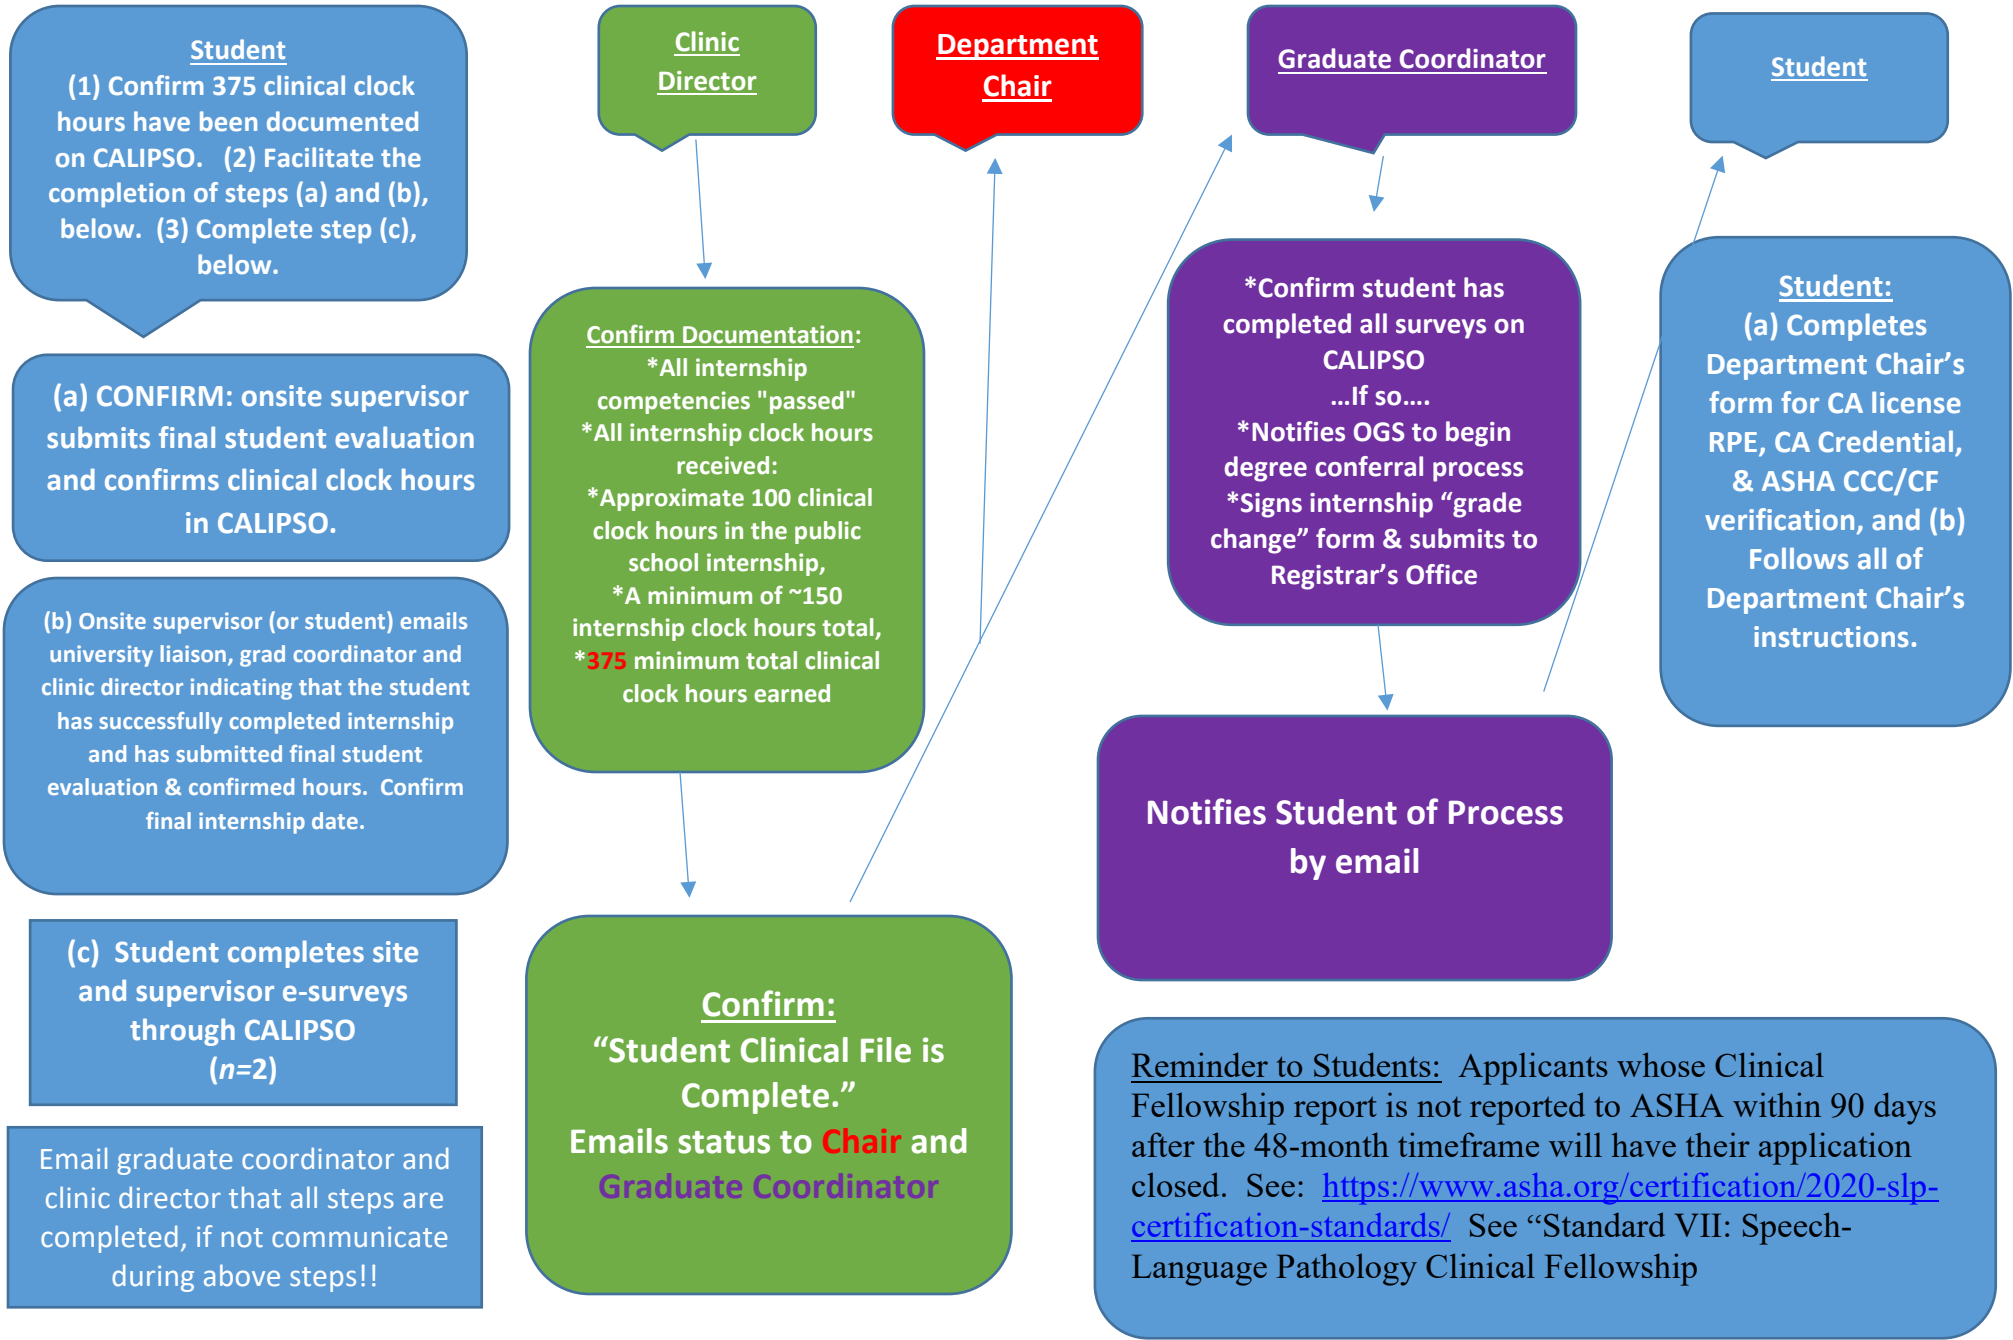 Student
(1) Confirm 375 clinical clock
hours have been documented
on CALIPSO. (2) Facilitate the
completion of steps (a) and (b),
below. (3) Complete step (c),
below.
(a) CONFIRM: onsite supervisor
submits final student evaluation
and confirms clinical clock hours
in CALIPSO.
(b) Onsite supervisor (or student) emails
university liaison, grad coordinator and
clinic director indicating that the student
has successfully completed internship
and has submitted final student
evaluation & confirmed hours. Confirm
final internship date.
(c) Student completes site
and supervisor e-surveys
through CALIPSO
(n=2)
Email graduate coordinator and
clinic director that all steps are
completed, if not communicate
during above steps!!
Clinic
Director
Confirm Documentation:
*All internship
competencies "passed"
*All internship clock hours
received:
*Approximate 100 clinical
clock hours in the public
school internship,
*A minimum of ~150
internship clock hours total,
*375 minimum total clinical
clock hours earned
Confirm:
“Student Clinical File is
Complete.”
Emails status to Chair and
Graduate Coordinator
Department
Chair
Graduate Coordinator
*Confirm student has
completed all surveys on
CALIPSO
…If so….
*Notifies OGS to begin
degree conferral process
*Signs internship “grade
change” form & submits to
Registrar’s Office
Notifies Student of Process
by email
Student
Student:
(a) Completes
Department Chair’s
form for CA license
RPE, CA Credential,
& ASHA CCC/CF
verification, and (b)
Follows all of
Department Chair’s
instructions.
Reminder to Students: Applicants whose Clinical
Fellowship report is not reported to ASHA within 90 days
after the 48-month timeframe will have their application
closed. See: https://www.asha.org/certification/2020-slp-
certification-standards/ See “Standard VII: Speech-
Language Pathology Clinical Fellowship